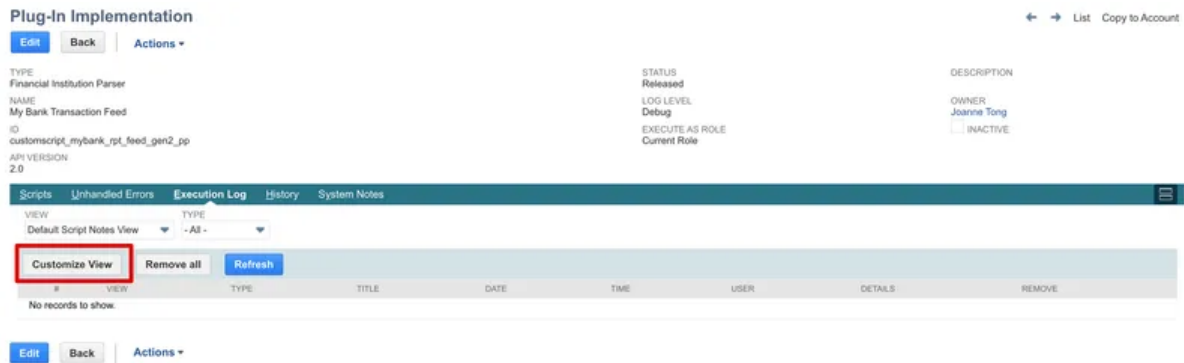 Plug-In Implementation
List Copy to Account
Edit Back Actions
TYPE
Financial Institution Parser
NAME
My Bank Transaction Feed
ID
customscript_mybank_rpt_feed_gen2_pp
API VERSION
2.0
STATUS
Released
LOG LEVEL
Debug
EXECUTE AS ROLE
Current Role
DESCRIPTION
OWNER
Joanne Tong
INACTIVE
Scripts Unhandled Errors Execution Log History System Notes
VIEW TYPE
Default Script Notes View - All -
Customize View Remove all Refresh
# VIEW TYPE TITLE DATE TIME USER DETAILS REMOVE
No records to show.
Edit Back Actions